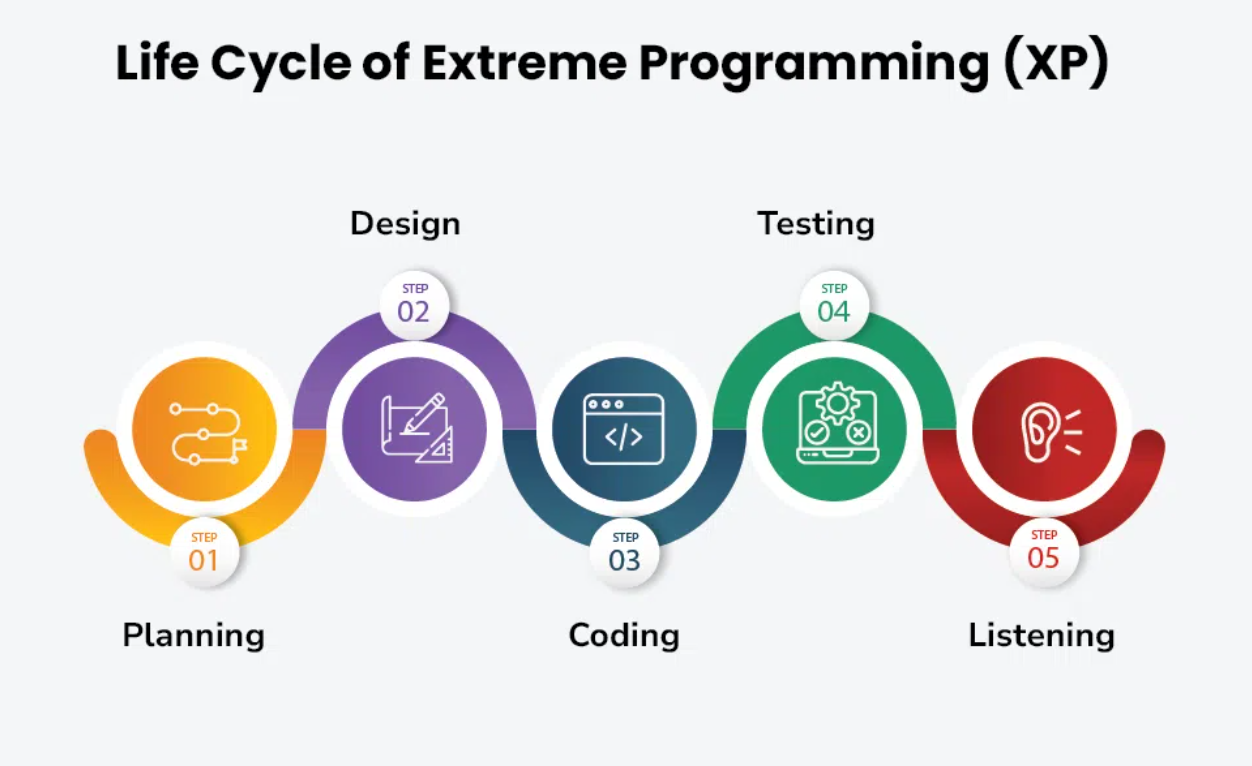 Life Cycle of Extreme Programming (XP)
Design
Testing
STEP
02
STEP
04
</>
STEP
01
STEP
03
STEP
05
Planning
Coding
Listening